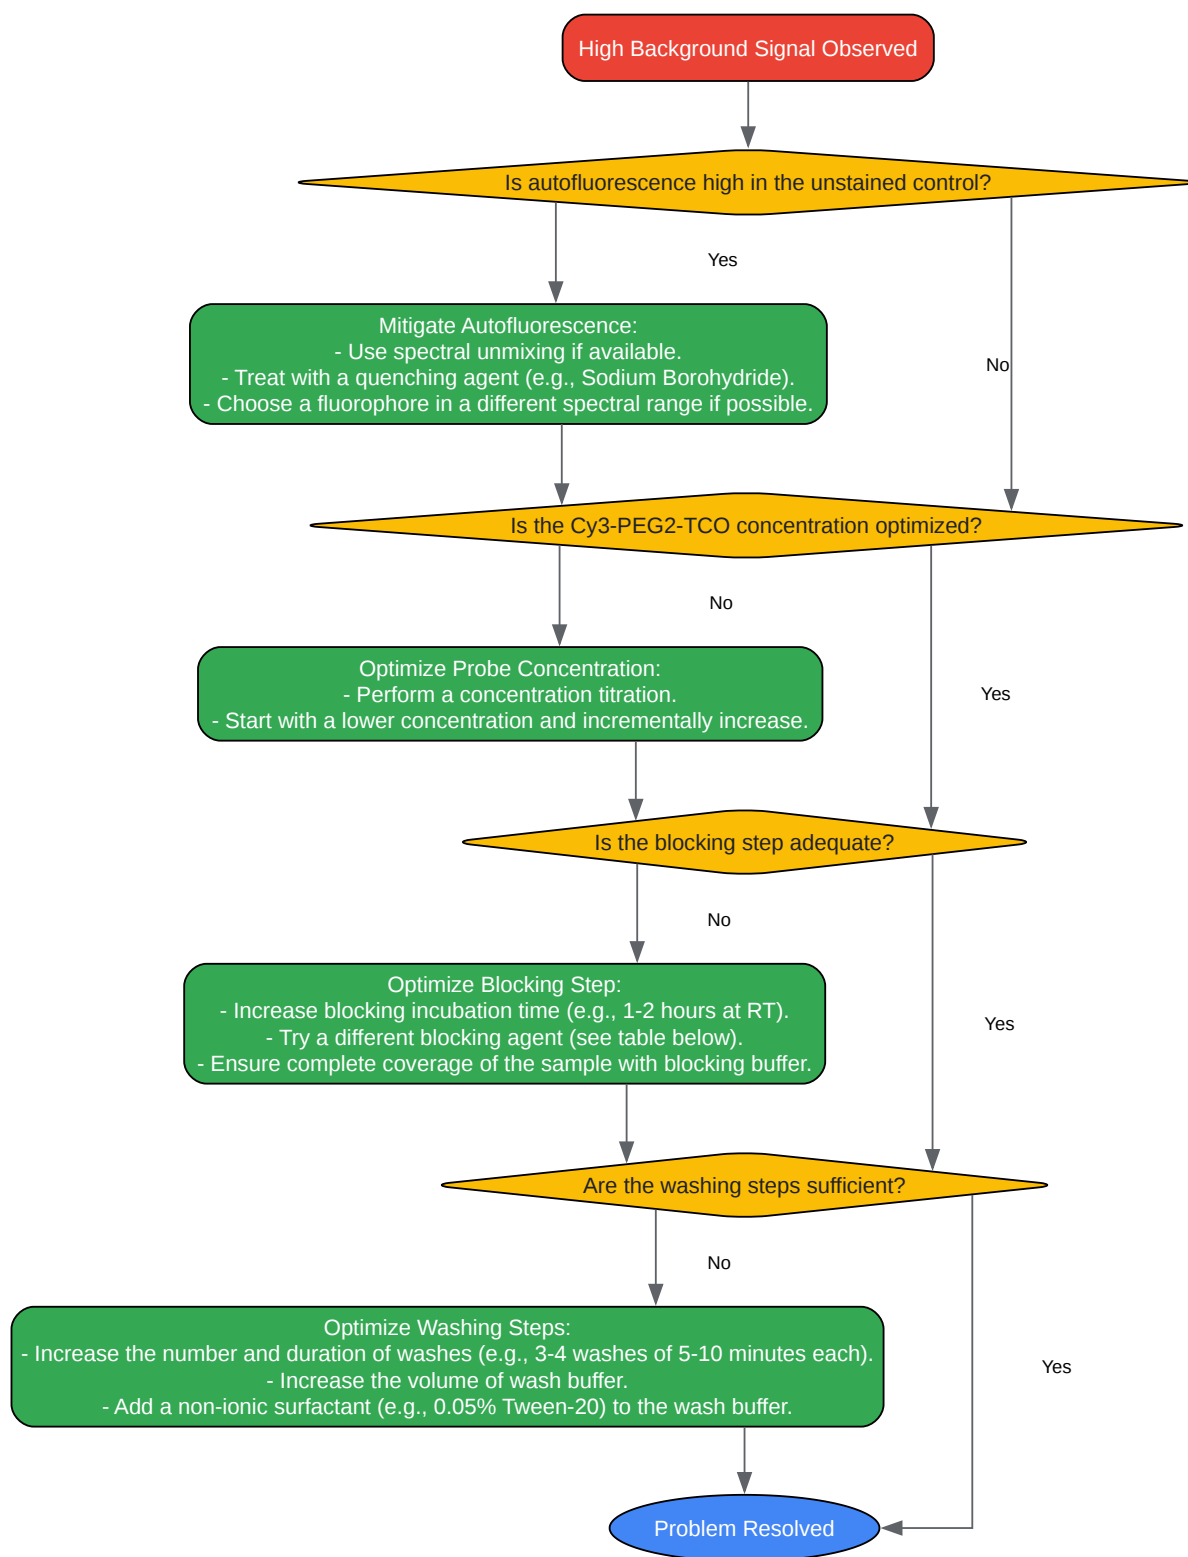 High Background Signal Observed
Is autofluorescence high in the unstained control?
Yes
Mitigate Autofluorescence:
- Use spectral unmixing if available.
- Treat with a quenching agent (e.g., Sodium Borohydride).
- Choose a fluorophore in a different spectral range if possible.
No
Is the Cy3-PEG2-TCO concentration optimized?
No
Optimize Probe Concentration:
- Perform a concentration titration.
- Start with a lower concentration and incrementally increase.
Yes
Is the blocking step adequate?
No
Optimize Blocking Step:
- Increase blocking incubation time (e.g., 1-2 hours at RT).
- Try a different blocking agent (see table below).
- Ensure complete coverage of the sample with blocking buffer.
Yes
Are the washing steps sufficient?
No
Optimize Washing Steps:
- Increase the number and duration of washes (e.g., 3-4 washes of 5-10 minutes each).
- Increase the volume of wash buffer.
- Add a non-ionic surfactant (e.g., 0.05% Tween-20) to the wash buffer.
Yes
Problem Resolved